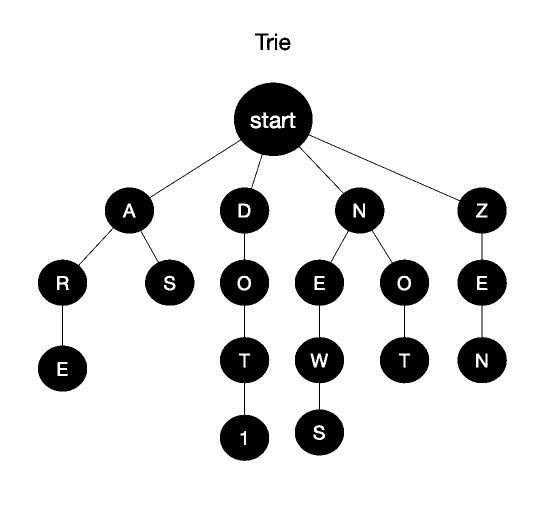 Trie
start
A D N Z
R S O E O E
E T W T N
1 S